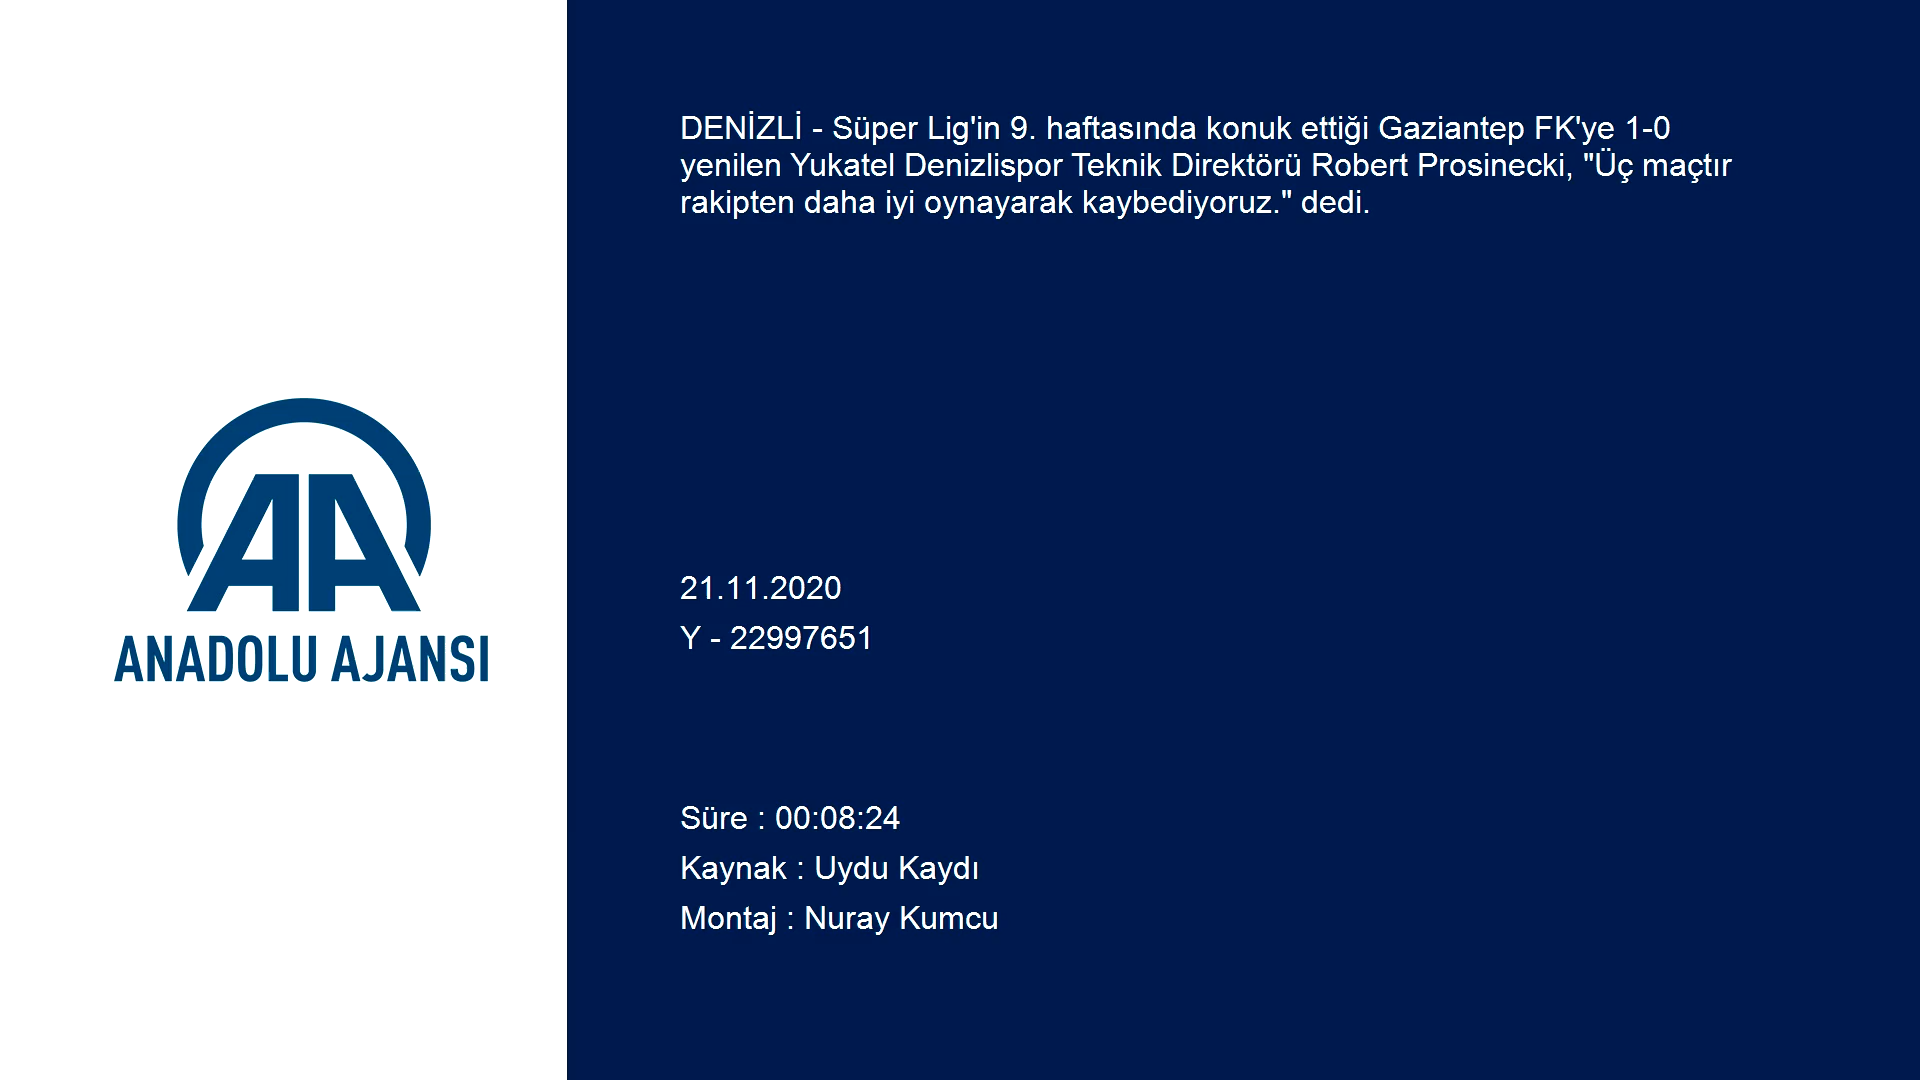 DENİZLİ - Süper Lig'in 9. haftasında konuk ettiği Gaziantep FK'ye 1-0
yenilen Yukatel Denizlispor Teknik Direktörü Robert Prosinecki, "Üç maçtır
rakipten daha iyi oynayarak kaybediyoruz." dedi.
AA
ANADOLU AJANSI
21.11.2020
Y - 22997651
Süre : 00:08:24
Kaynak : Uydu Kaydı
Montaj : Nuray Kumcu